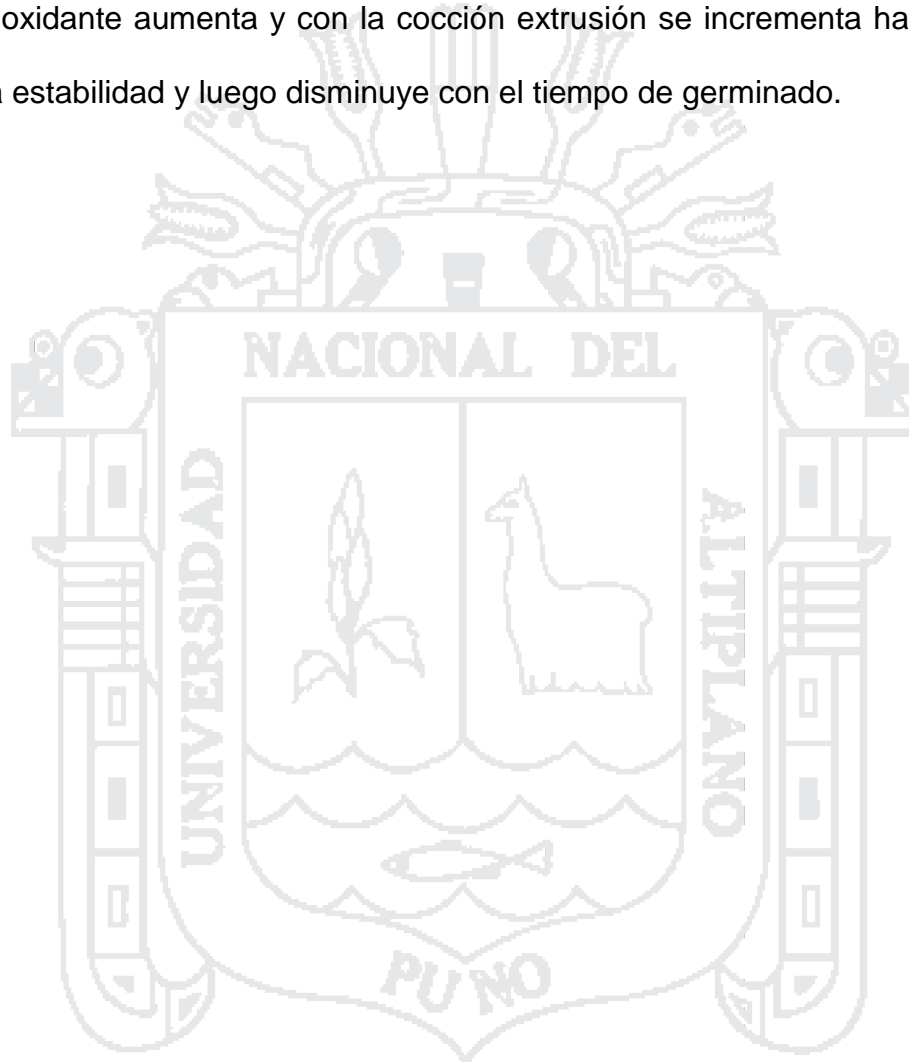 oxidante aumenta y con la cocción extrusión se incrementa ha
estabilidad y luego disminuye con el tiempo de germinado.
NACIONAL DEL
UNIVERSIDAD
ALTIPLANO
PUNO